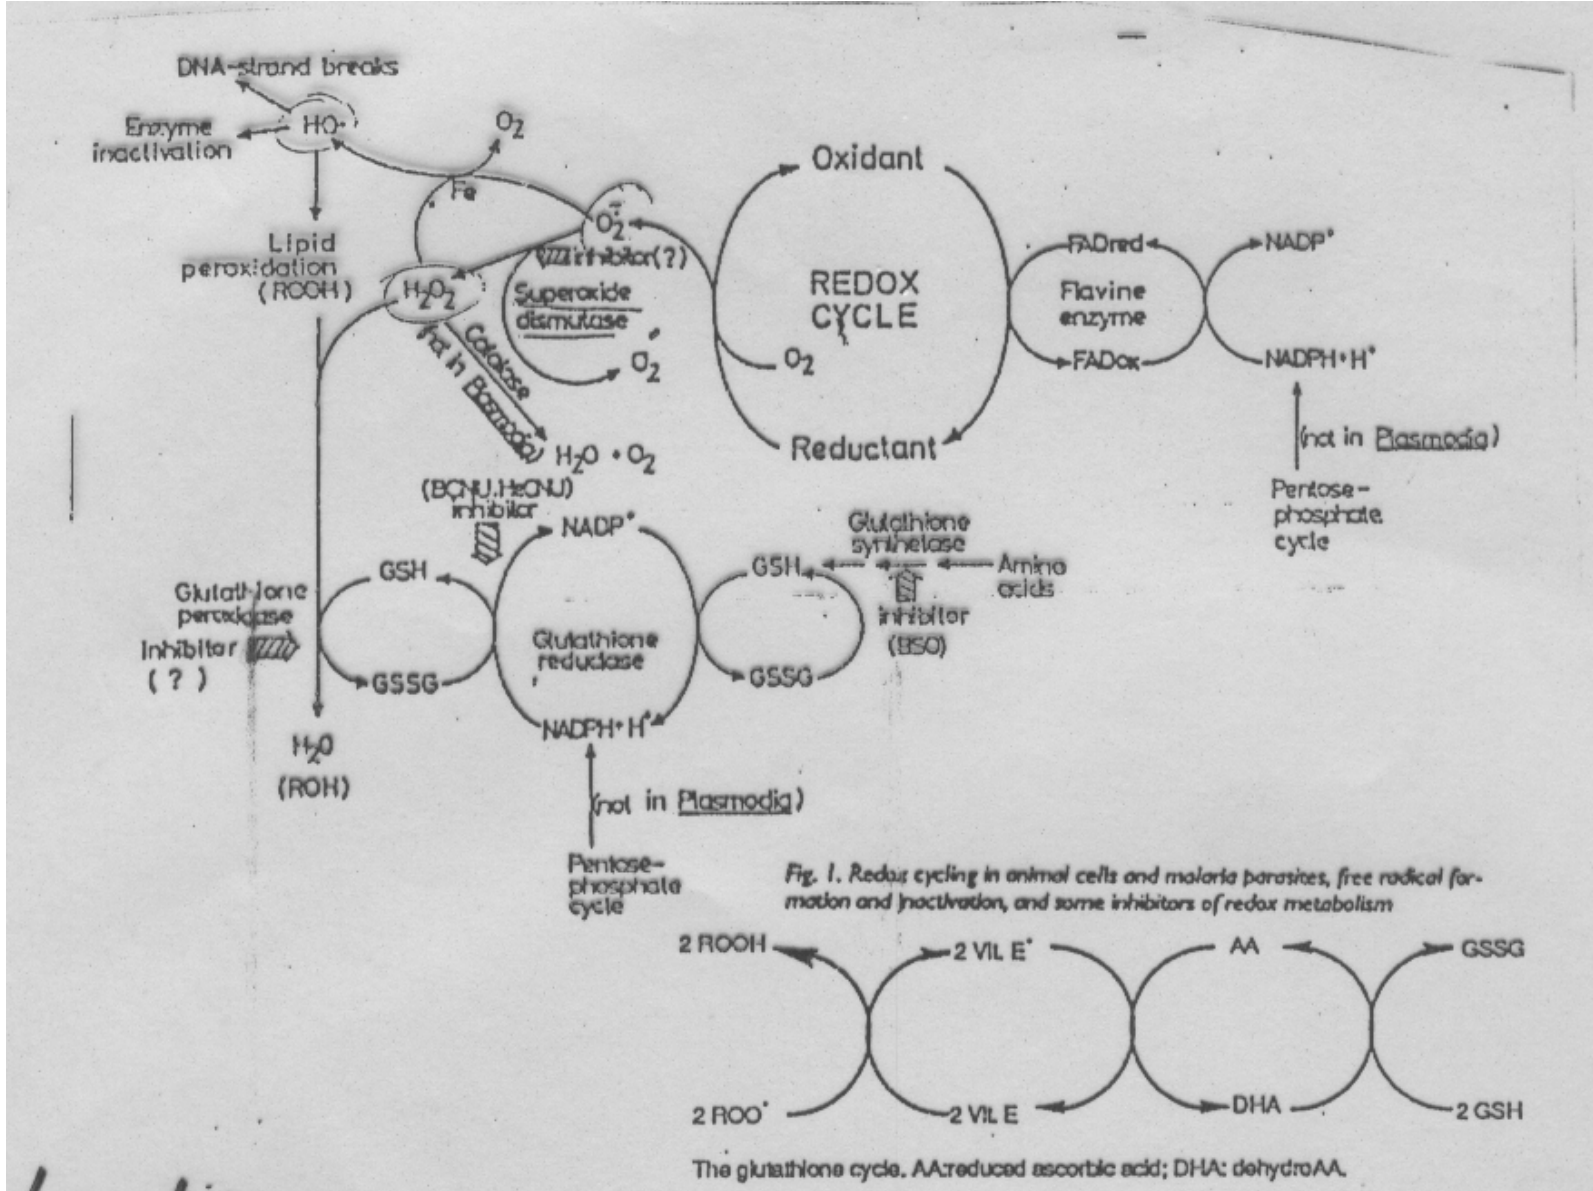 DNA-strand breaks
HO·
Enzyme
inactivation
O2
Fe
Lipid
peroxidation
(ROOH)
H2O2
O2·̄
inhibitor(?)
Superoxide
dismutase
O2
Catalase
(not in Plasmodia)
H2O + O2
Oxidant
REDOX
CYCLE
O2
Reductant
FADred
Flavine
enzyme
FADox
NADP+
NADPH+H+
(not in Plasmodia)
Pentose-
phosphate
cycle
(BCNU, HeCNU)
inhibitor
NADP+
GSH
Glutathione
peroxidase
Inhibitor
(?)
GSSG
Glutathione
reductase
NADPH+H+
GSH
Glutathione
synthetase
Amino
acids
inhibitor
(BSO)
GSSG
H2O
(ROH)
(not in Plasmodia)
Pentose-
phosphate
cycle
Fig. 1. Redox cycling in animal cells and malaria parasites, free radical for-
mation and inactivation, and some inhibitors of redox metabolism
2 ROOH
2 VIL E·
AA
GSSG
2 ROO·
2 VIL E
DHA
2 GSH
The glutathione cycle. AA:reduced ascorbic acid; DHA: dehydroAA.